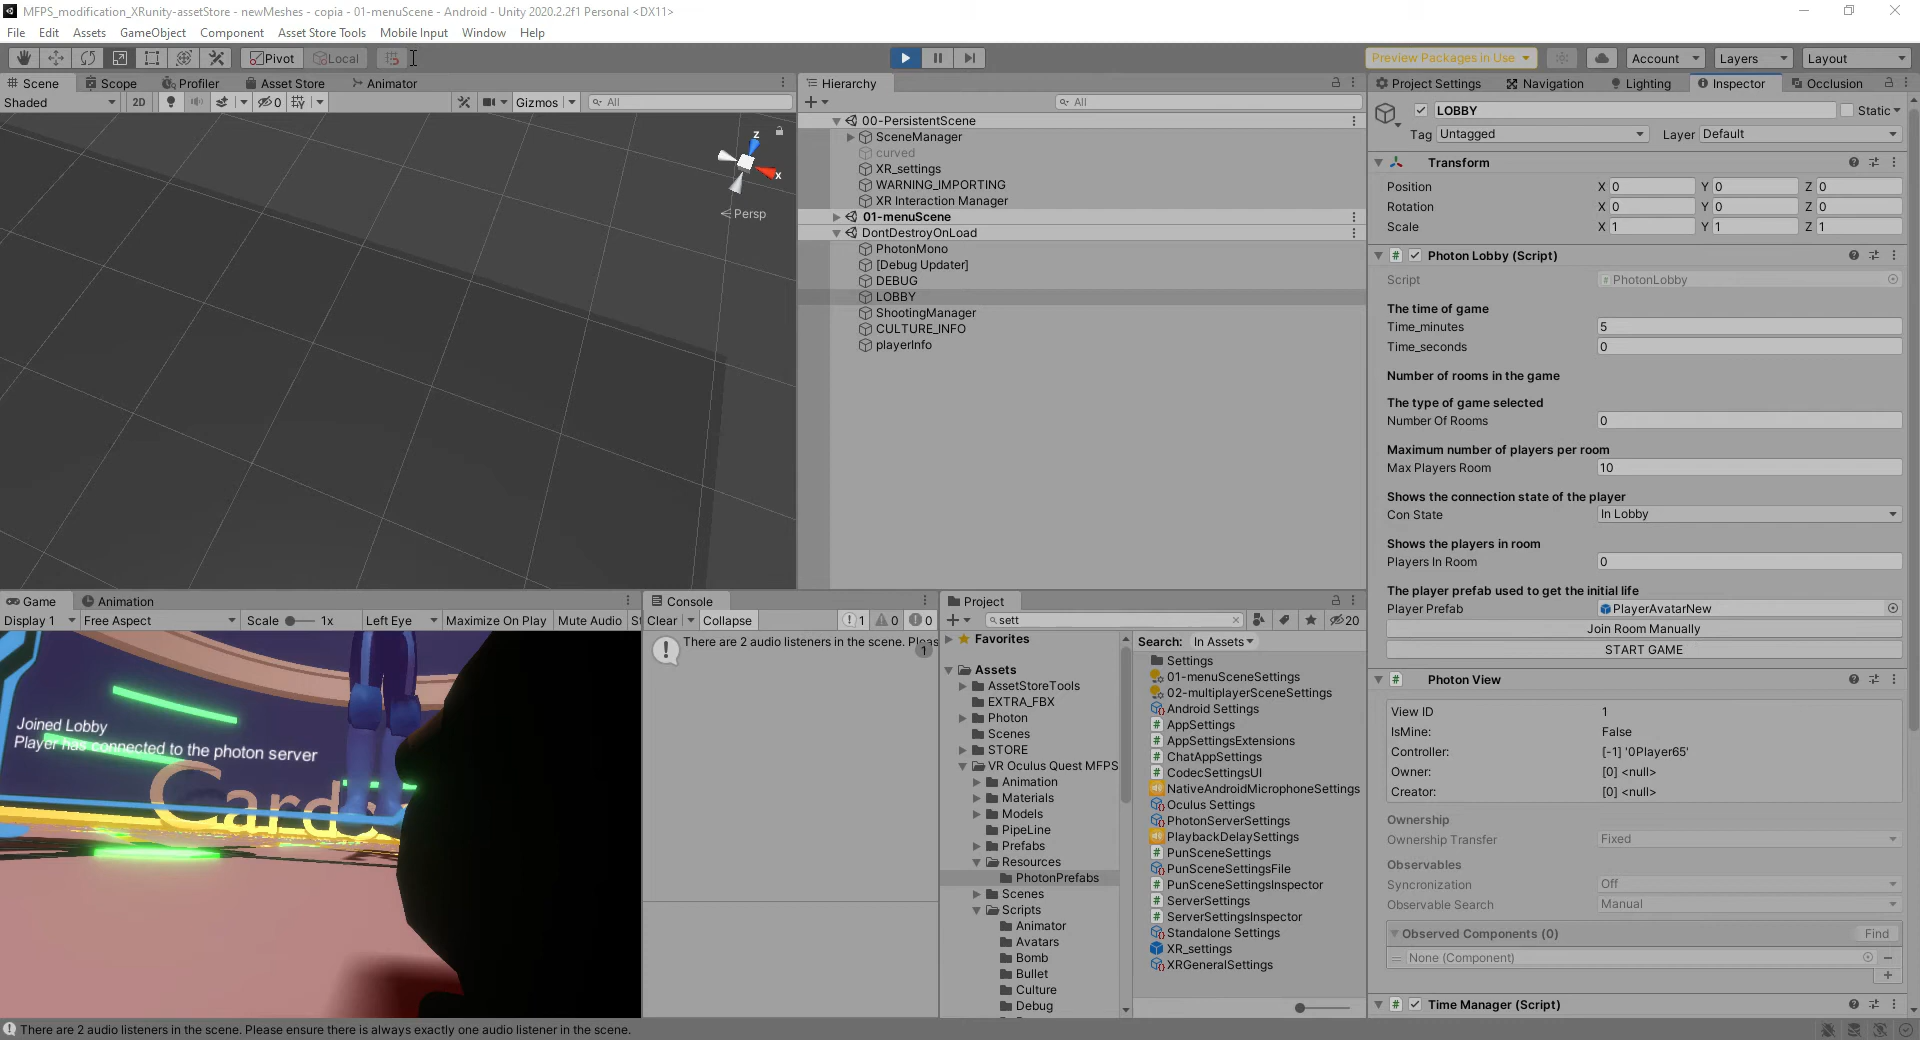 MFPS_modification_XRunity-assetStore - newMeshes - copia - 01-menuScene - Android - Unity 2020.2.2f1 Personal <DX11>
File Edit Assets GameObject Component Asset Store Tools Mobile Input Window Help
Pivot Local Preview Packages in Use Account Layers Layout
Scene Scope Profiler Asset Store Animator
Shaded 2D 0 Gizmos All
z
x
Persp
Hierarchy
All
00-PersistentScene
SceneManager
curved
XR_settings
WARNING_IMPORTING
XR Interaction Manager
01-menuScene
DontDestroyOnLoad
PhotonMono
[Debug Updater]
DEBUG
LOBBY
ShootingManager
CULTURE_INFO
playerInfo
Project Settings Navigation Lighting Inspector Occlusion
LOBBY Static
Tag Untagged Layer Default
Transform
Position X 0 Y 0 Z 0
Rotation X 0 Y 0 Z 0
Scale X 1 Y 1 Z 1
# Photon Lobby (Script)
Script # PhotonLobby
The time of game
Time_minutes 5
Time_seconds 0
Number of rooms in the game
The type of game selected
Number Of Rooms 0
Maximum number of players per room
Max Players Room 10
Shows the connection state of the player
Con State In Lobby
Shows the players in room
Players In Room 0
The player prefab used to get the initial life
Player Prefab PlayerAvatarNew
Join Room Manually
START GAME
# Photon View
View ID 1
IsMine: False
Controller: [-1] '0Player65'
Owner: [0] <null>
Creator: [0] <null>
Ownership
Ownership Transfer Fixed
Observables
Syncronization Off
Observable Search Manual
Observed Components (0) Find
None (Component)
# Time Manager (Script)
Game Animation
Display 1 Free Aspect Scale 1x Left Eye Maximize On Play Mute Audio St
Joined Lobby
Player has connected to the photon server
Cards
Console
Clear Collapse 1 0 0
There are 2 audio listeners in the scene. Pleas
1
Project
sett 20
Favorites
Assets
AssetStoreTools
EXTRA_FBX
Photon
Scenes
STORE
VR Oculus Quest MFPS
Animation
Materials
Models
PipeLine
Prefabs
Resources
PhotonPrefabs
Scenes
Scripts
Animator
Avatars
Bomb
Bullet
Culture
Debug
Search: In Assets
Settings
01-menuSceneSettings
02-multiplayerSceneSettings
Android Settings
AppSettings
AppSettingsExtensions
ChatAppSettings
CodecSettingsUI
NativeAndroidMicrophoneSettings
Oculus Settings
PhotonServerSettings
PlaybackDelaySettings
PunSceneSettings
PunSceneSettingsFile
PunSceneSettingsInspector
ServerSettings
ServerSettingsInspector
Standalone Settings
XR_settings
XRGeneralSettings
There are 2 audio listeners in the scene. Please ensure there is always exactly one audio listener in the scene.